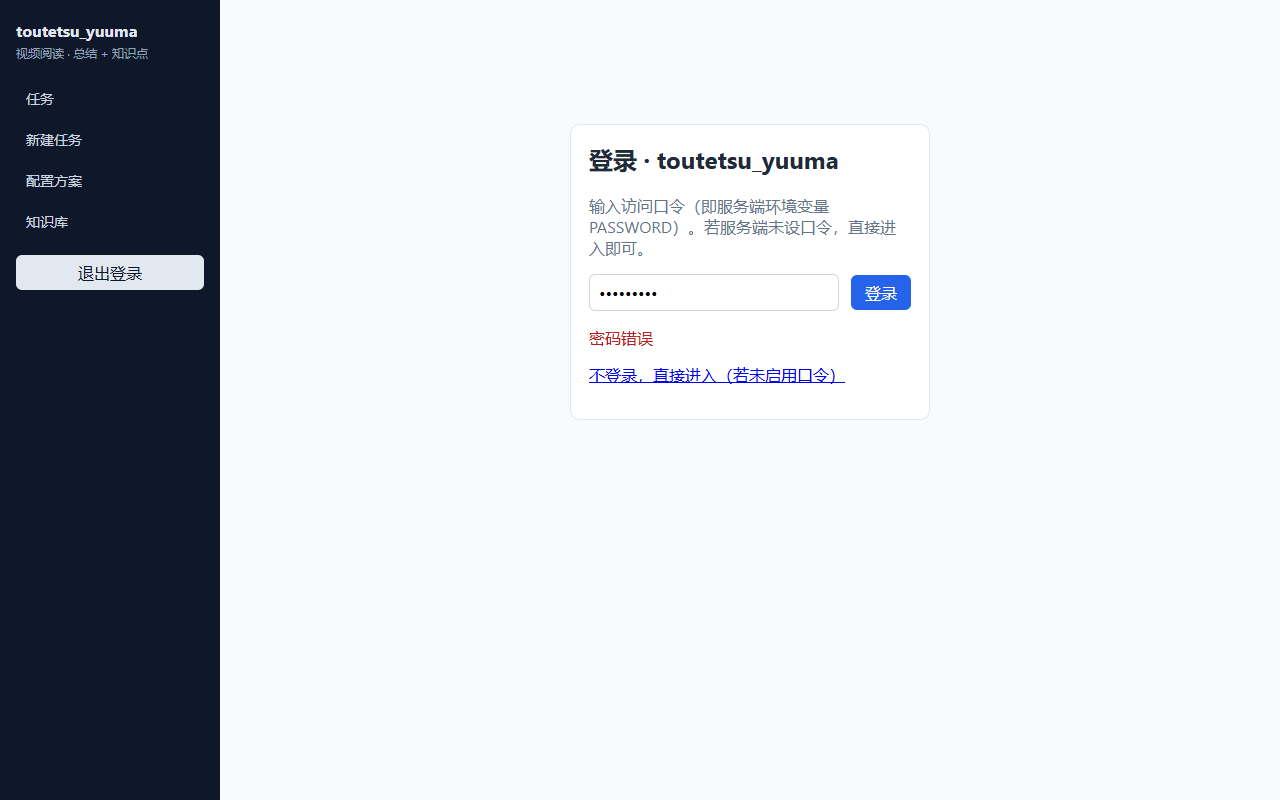 toutetsu_yuuma
视频阅读 · 总结 + 知识点
任务
新建任务
配置方案
知识库
退出登录
登录 · toutetsu_yuuma
输入访问口令（即服务端环境变量
PASSWORD）。若服务端未设口令，直接进
入即可。
•••••••••
登录
密码错误
不登录，直接进入（若未启用口令）